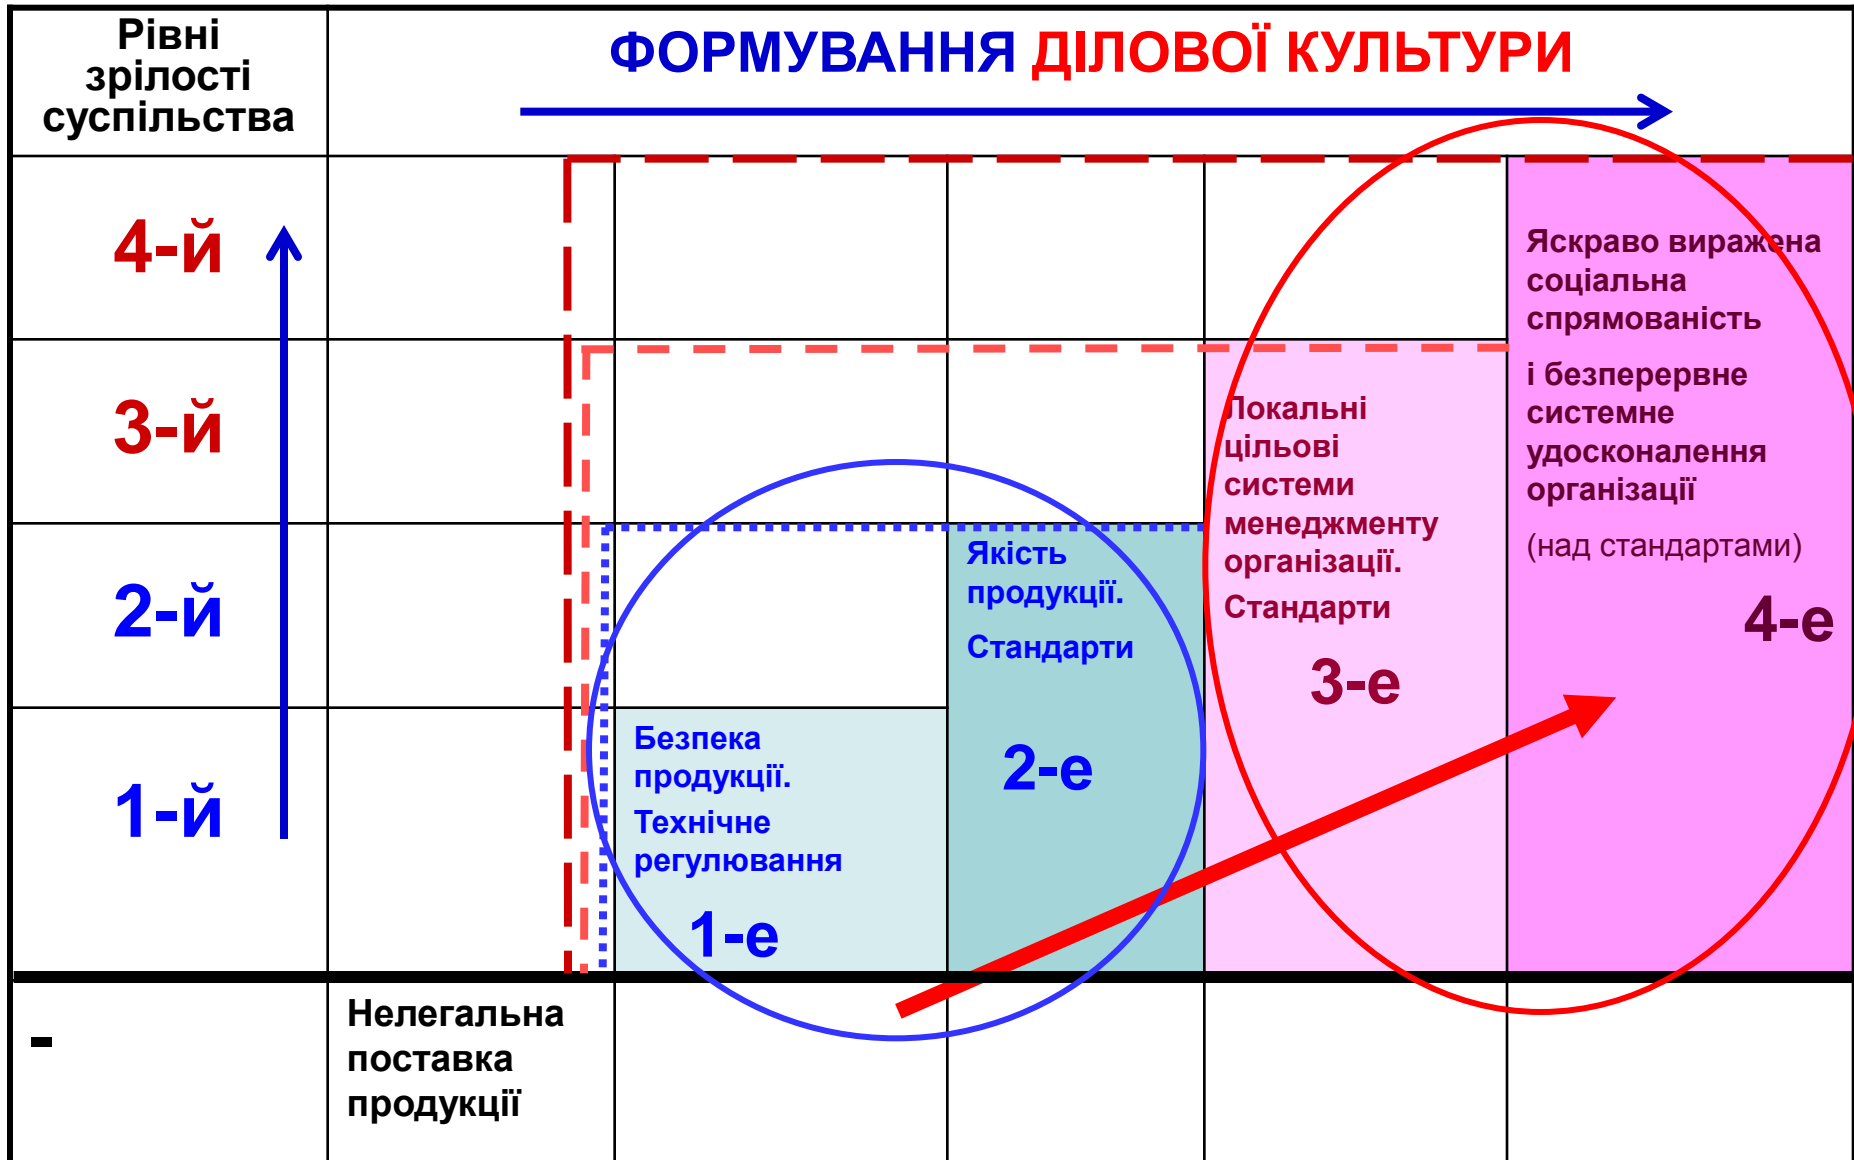 Рівні
зрілості
суспільства
ФОРМУВАННЯ ДІЛОВОЇ КУЛЬТУРИ
4-й
3-й
2-й
1-й
-
Нелегальна
поставка
продукції
Безпека
продукції.
Технічне
регулювання
1-е
Якість
продукції.
Стандарти
2-е
Локальні
цільові
системи
менеджменту
організації.
Стандарти
3-е
Яскраво виражена
соціальна
спрямованість
і безперервне
системне
удосконалення
організації
(над стандартами)
4-е